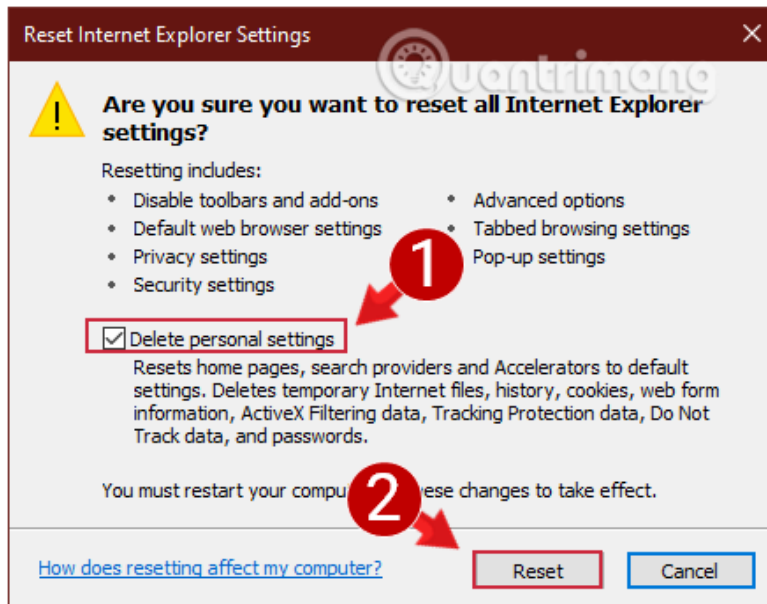 Reset Internet Explorer Settings
Quantrimang
Are you sure you want to reset all Internet Explorer
settings?
Resetting includes:
• Disable toolbars and add-ons
• Default web browser settings
• Privacy settings
• Security settings
• Advanced options
• Tabbed browsing settings
Pop-up settings
1
Delete personal settings
Resets home pages, search providers and Accelerators to default
settings. Deletes temporary Internet files, history, cookies, web form
information, ActiveX Filtering data, Tracking Protection data, Do Not
Track data, and passwords.
You must restart your compu ese changes to take effect.
2
How does resetting affect my computer?
Reset
Cancel